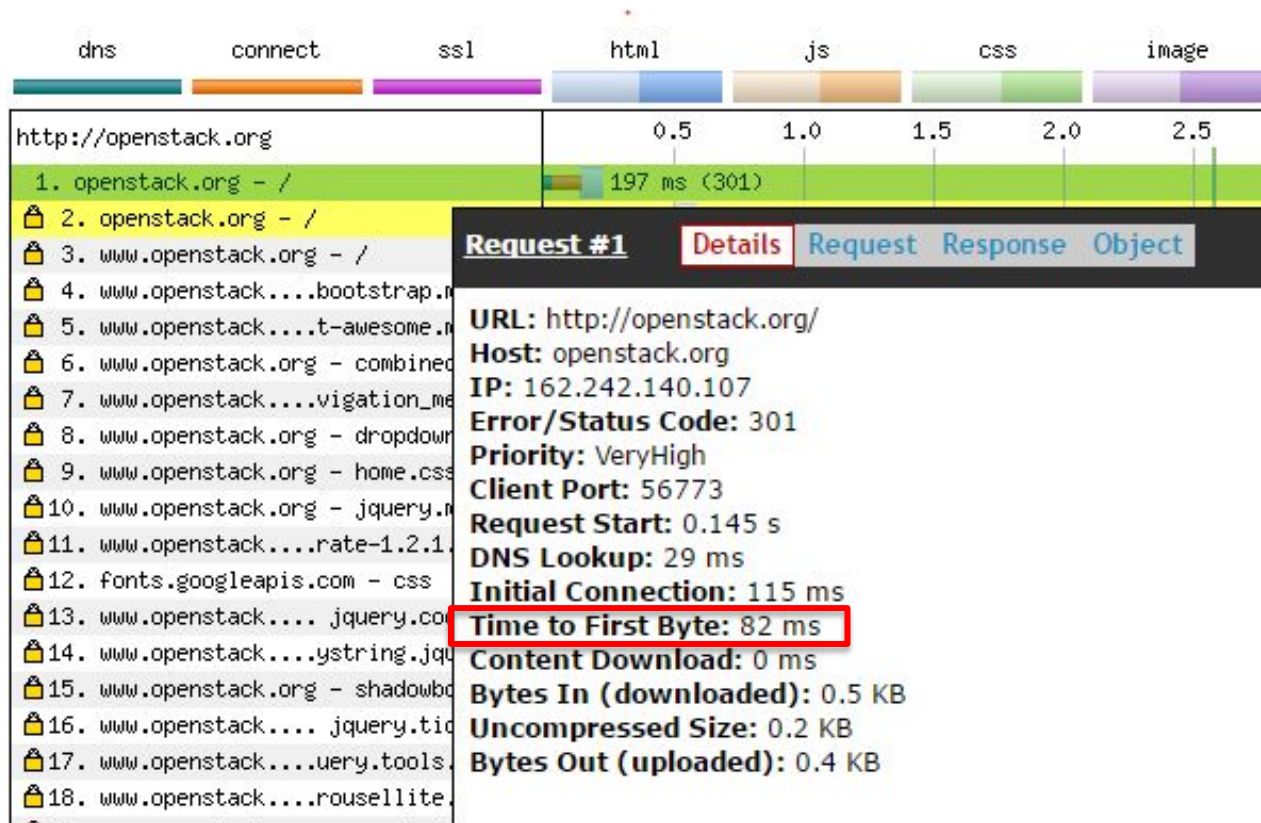 dns connect ssl html js css image
http://openstack.org 0.5 1.0 1.5 2.0 2.5
1. openstack.org - / 197 ms (301)
2. openstack.org - /
3. www.openstack.org - /
4. www.openstack....bootstrap.m
5. www.openstack....t-awesome.m
6. www.openstack.org - combined
7. www.openstack....vigation_me
8. www.openstack.org - dropdown
9. www.openstack.org - home.css
10. www.openstack.org - jquery.m
11. www.openstack....rate-1.2.1.
12. fonts.googleapis.com - css
13. www.openstack.... jquery.coo
14. www.openstack....ystring.jqu
15. www.openstack.org - shadowbo
16. www.openstack.... jquery.tic
17. www.openstack....uery.tools.
18. www.openstack....rousellite.
Request #1 Details Request Response Object
URL: http://openstack.org/
Host: openstack.org
IP: 162.242.140.107
Error/Status Code: 301
Priority: VeryHigh
Client Port: 56773
Request Start: 0.145 s
DNS Lookup: 29 ms
Initial Connection: 115 ms
Time to First Byte: 82 ms
Content Download: 0 ms
Bytes In (downloaded): 0.5 KB
Uncompressed Size: 0.2 KB
Bytes Out (uploaded): 0.4 KB